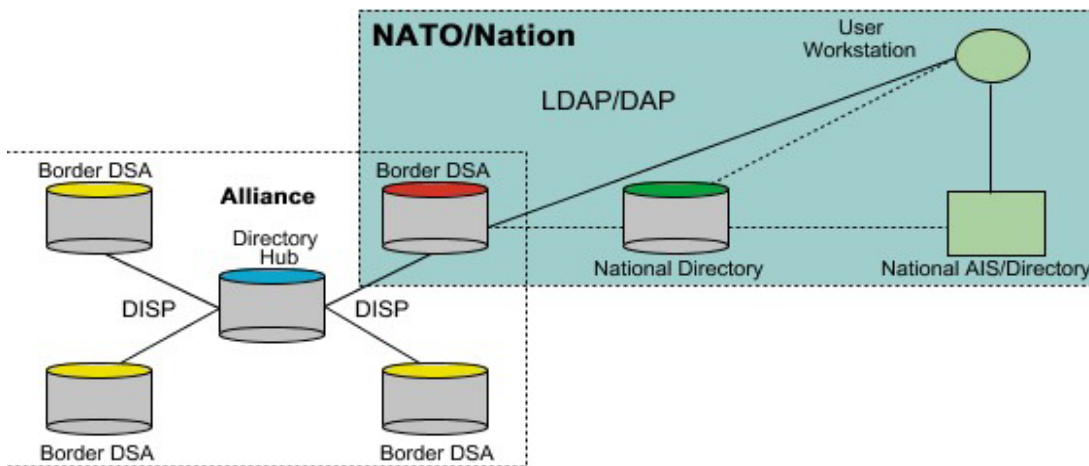 NATO/Nation
User
Workstation
LDAP/DAP
Border DSA
Border DSA
Alliance
Directory
Hub
National Directory
National AIS/Directory
DISP
DISP
Border DSA
Border DSA